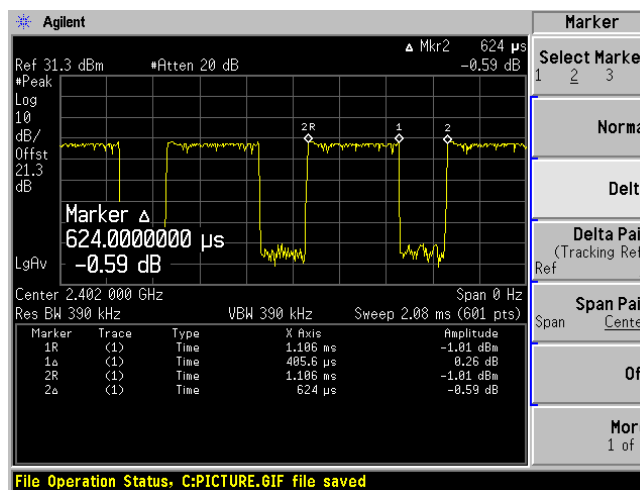 Agilent
Marker
Δ Mkr2 624 µs
Ref 31.3 dBm #Atten 20 dB -0.59 dB
#Peak
Log
10
dB/
Offst
21.3
dB
2R 1 2
Marker Δ
624.0000000 µs
-0.59 dB
LgAv
Center 2.402 000 GHz Span 0 Hz
Res BW 390 kHz VBW 390 kHz Sweep 2.08 ms (601 pts)
Marker Trace Type X Axis Amplitude
1R (1) Time 1.106 ms -1.01 dBm
1Δ (1) Time 405.6 µs 0.26 dB
2R (1) Time 1.106 ms -1.01 dBm
2Δ (1) Time 624 µs -0.59 dB
Select Marke
1 2 3
Norma
Delt
Delta Pai
(Tracking Ref
Ref
Span Pai
Span Cente
Of
Mor
1 of
File Operation Status, C:PICTURE.GIF file saved